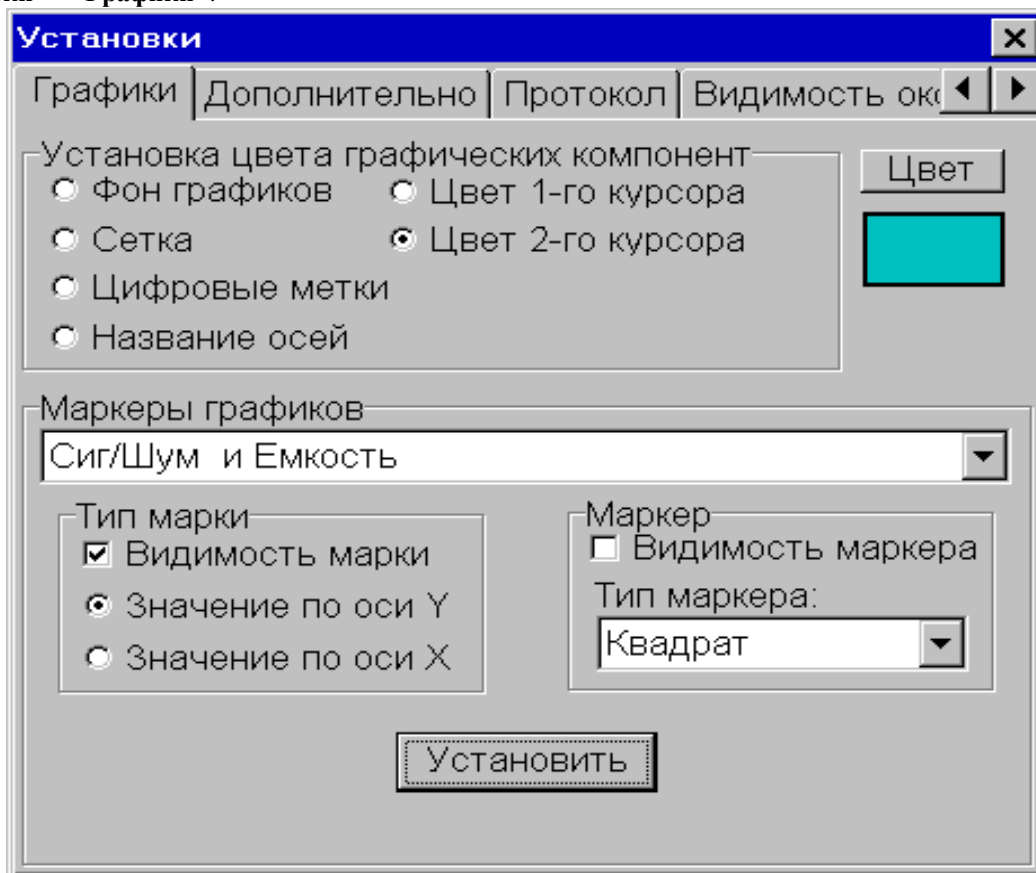 Установки
Графики Дополнительно Протокол Видимость око
Установка цвета графических компонент
Фон графиков Цвет 1-го курсора
Цвет
Сетка Цвет 2-го курсора
Цифровые метки
Название осей
Маркеры графиков
Сиг/Шум и Емкость
Тип марки
Маркер
Видимость марки
Видимость маркера
Значение по оси Y
Тип маркера:
Значение по оси X
Квадрат
Установить